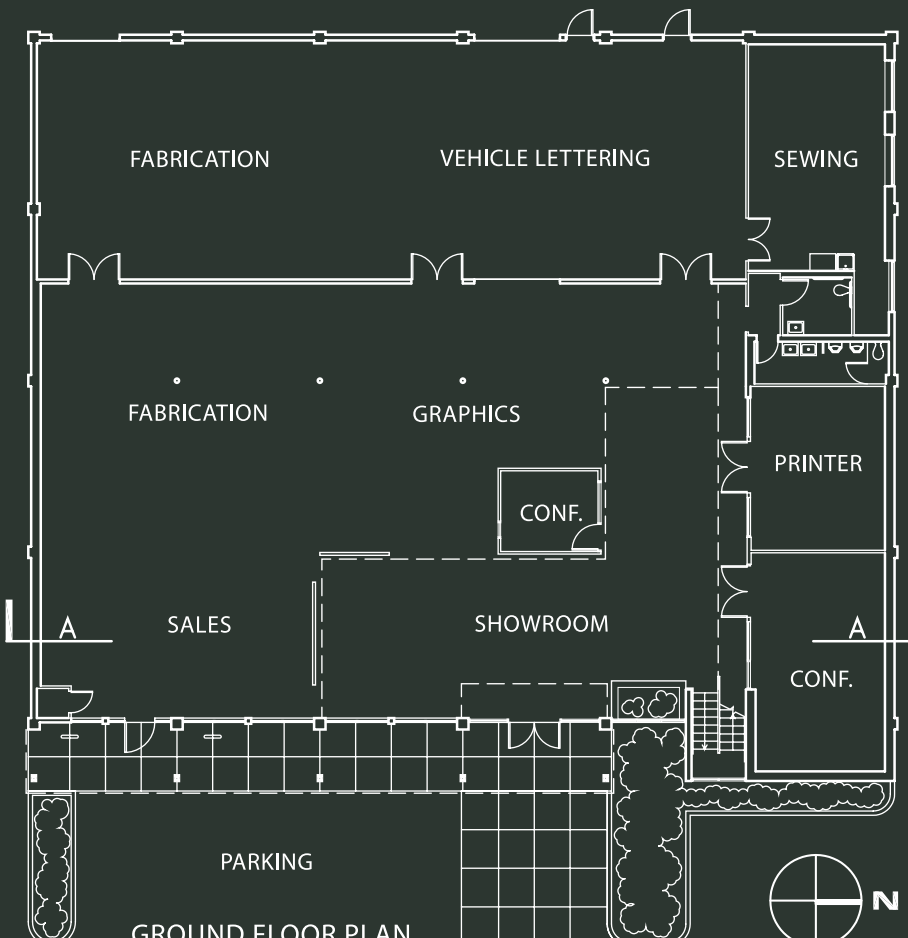 FABRICATION
VEHICLE LETTERING
SEWING
FABRICATION
GRAPHICS
PRINTER
CONF.
SALES
SHOWROOM
A
A
CONF.
PARKING
N
GROUND FLOOR PLAN